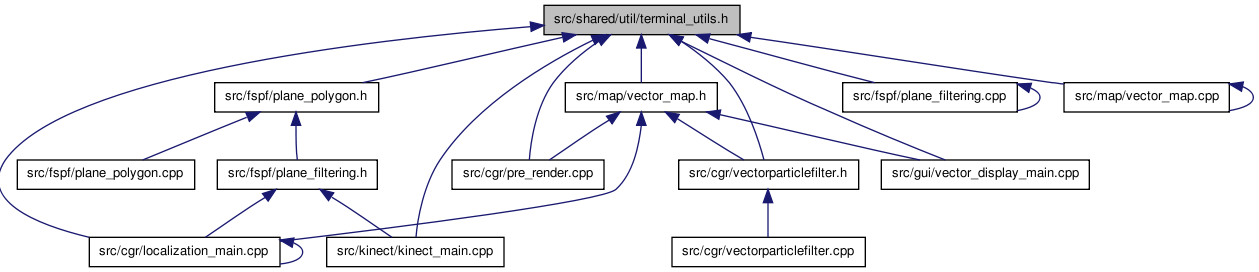 src/shared/util/terminal_utils.h
src/fspf/plane_polygon.h
src/map/vector_map.h
src/fspf/plane_filtering.cpp
src/map/vector_map.cpp
src/fspf/plane_polygon.cpp
src/fspf/plane_filtering.h
src/cgr/pre_render.cpp
src/cgr/vectorparticlefilter.h
src/gui/vector_display_main.cpp
src/cgr/localization_main.cpp
src/kinect/kinect_main.cpp
src/cgr/vectorparticlefilter.cpp